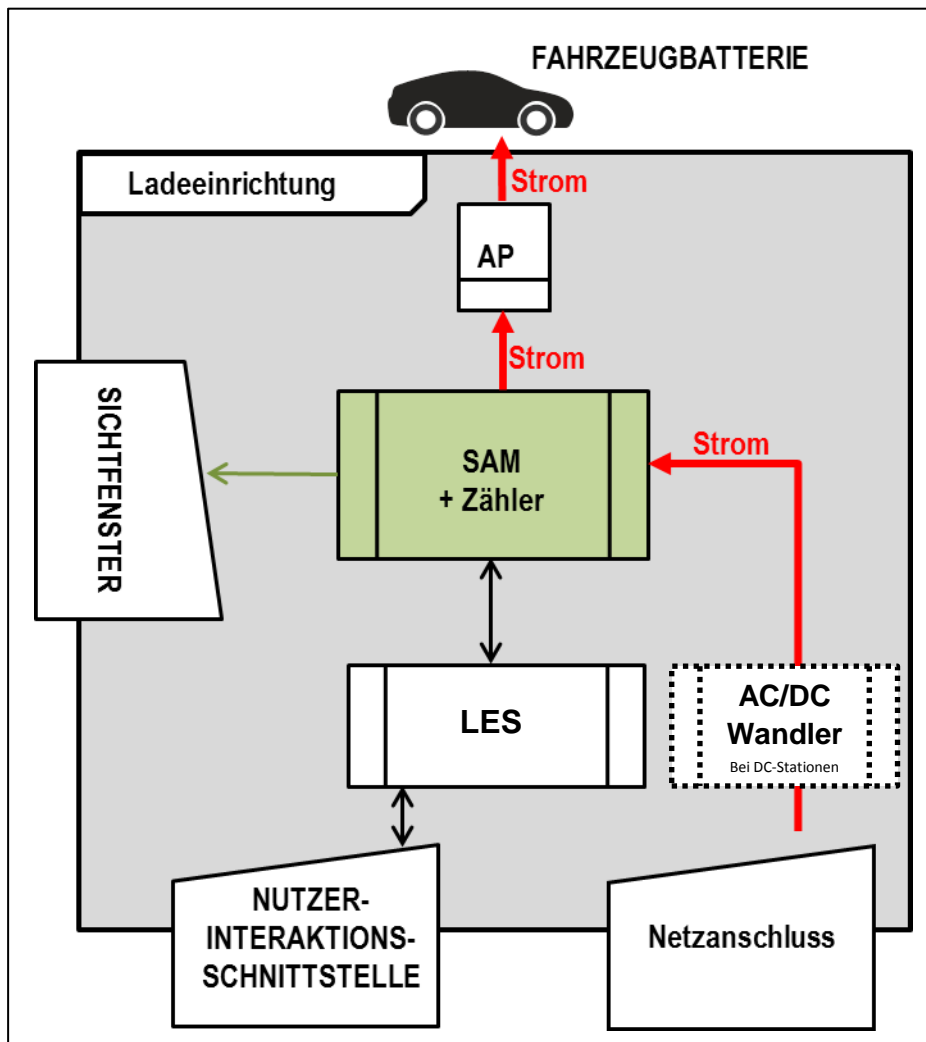 FAHRZEUGBATTERIE
Ladeeinrichtung
Strom
AP
Strom
SICHTFENSTER
SAM
+ Zähler
Strom
LES
AC/DC
Wandler
Bei DC-Stationen
NUTZER-
INTERAKTIONS-
SCHNITTSTELLE
Netzanschluss